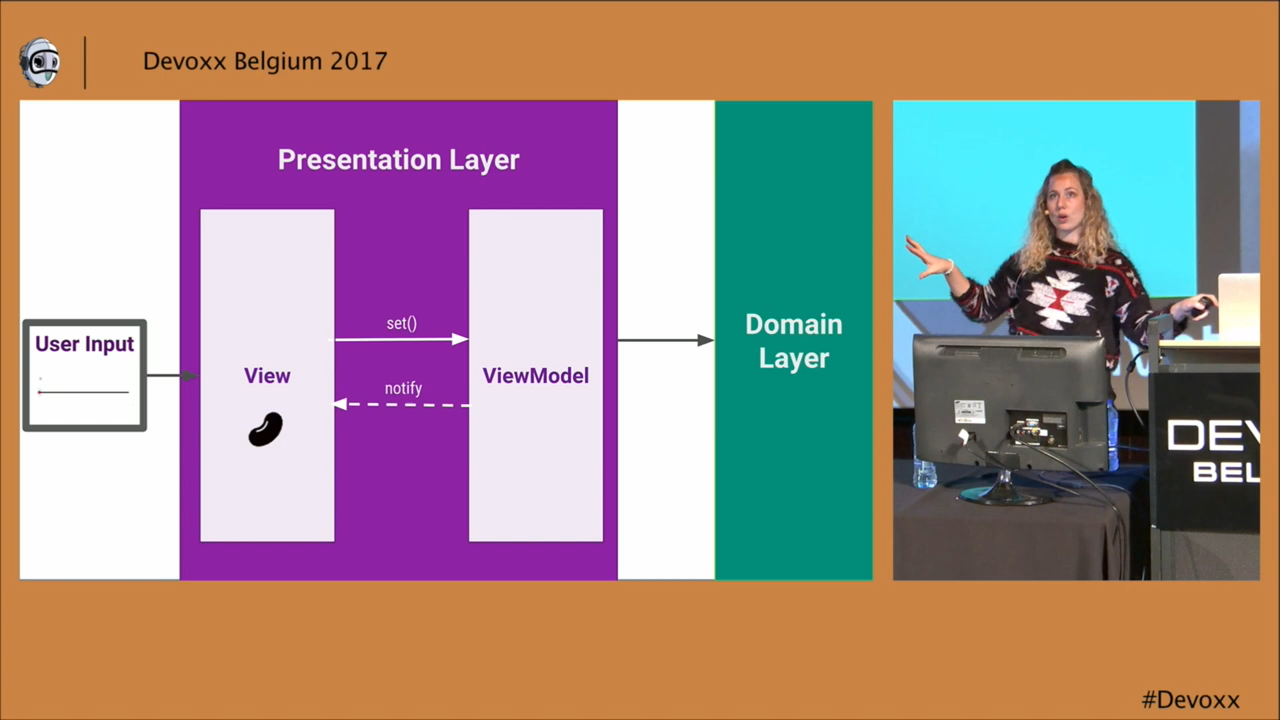 Devoxx Belgium 2017
Presentation Layer
User Input
View
set()
notify
ViewModel
Domain
Layer
DEV
BEL
#Devoxx